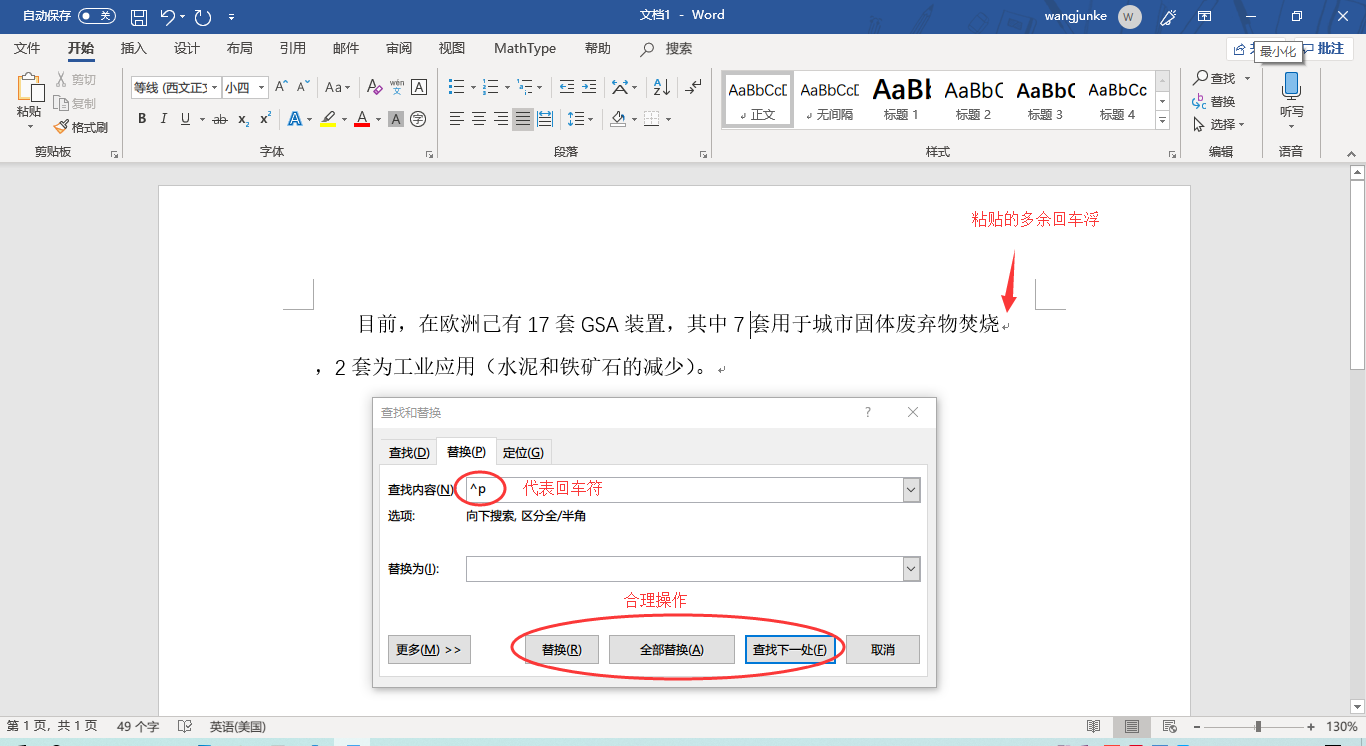 自动保存 关 文档1 - Word wangjunke W
文件 开始 插入 设计 布局 引用 邮件 审阅 视图 MathType 帮助 搜索 批注
最小化
粘贴 剪切 复制 格式刷
剪贴板
等线 (西文正 小四 A A Aa A wén 文 A
B I U ab x₂ x² A A A 字
字体
段落
AaBbCcD AaBbCcD AaBl AaBbC AaBbC AaBbCc
正文 无间隔 标题 1 标题 2 标题 3 标题 4
样式
查找 替换 选择
编辑
听写
语音
粘贴的多余回车浮
目前，在欧洲己有 17 套 GSA 装置，其中 7 套用于城市固体废弃物焚烧
，2 套为工业应用（水泥和铁矿石的减少）。
查找和替换 ?
查找(D) 替换(P) 定位(G)
查找内容(N) ^p 代表回车符
选项: 向下搜索, 区分全/半角
替换为(I):
合理操作
更多(M) >> 替换(R) 全部替换(A) 查找下一处(F) 取消
第 1 页，共 1 页 49 个字 英语(美国) 130%